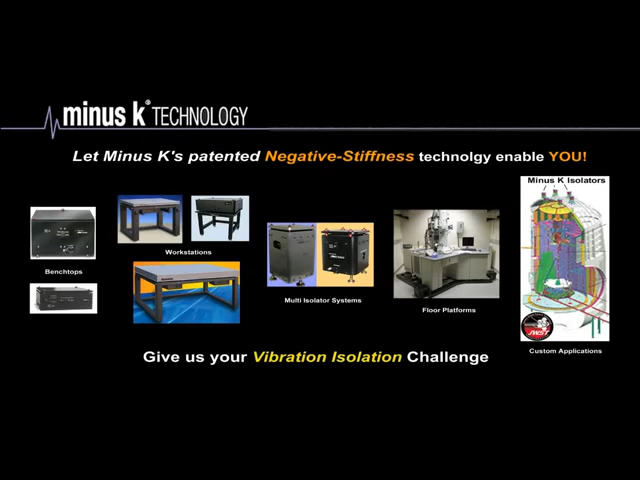 minus k® TECHNOLOGY
Let Minus K's patented Negative-Stiffness technolgy enable YOU!
Minus K Isolators
Benchtops
Workstations
Multi Isolator Systems
Floor Platforms
JWST
Custom Applications
Give us your Vibration Isolation Challenge